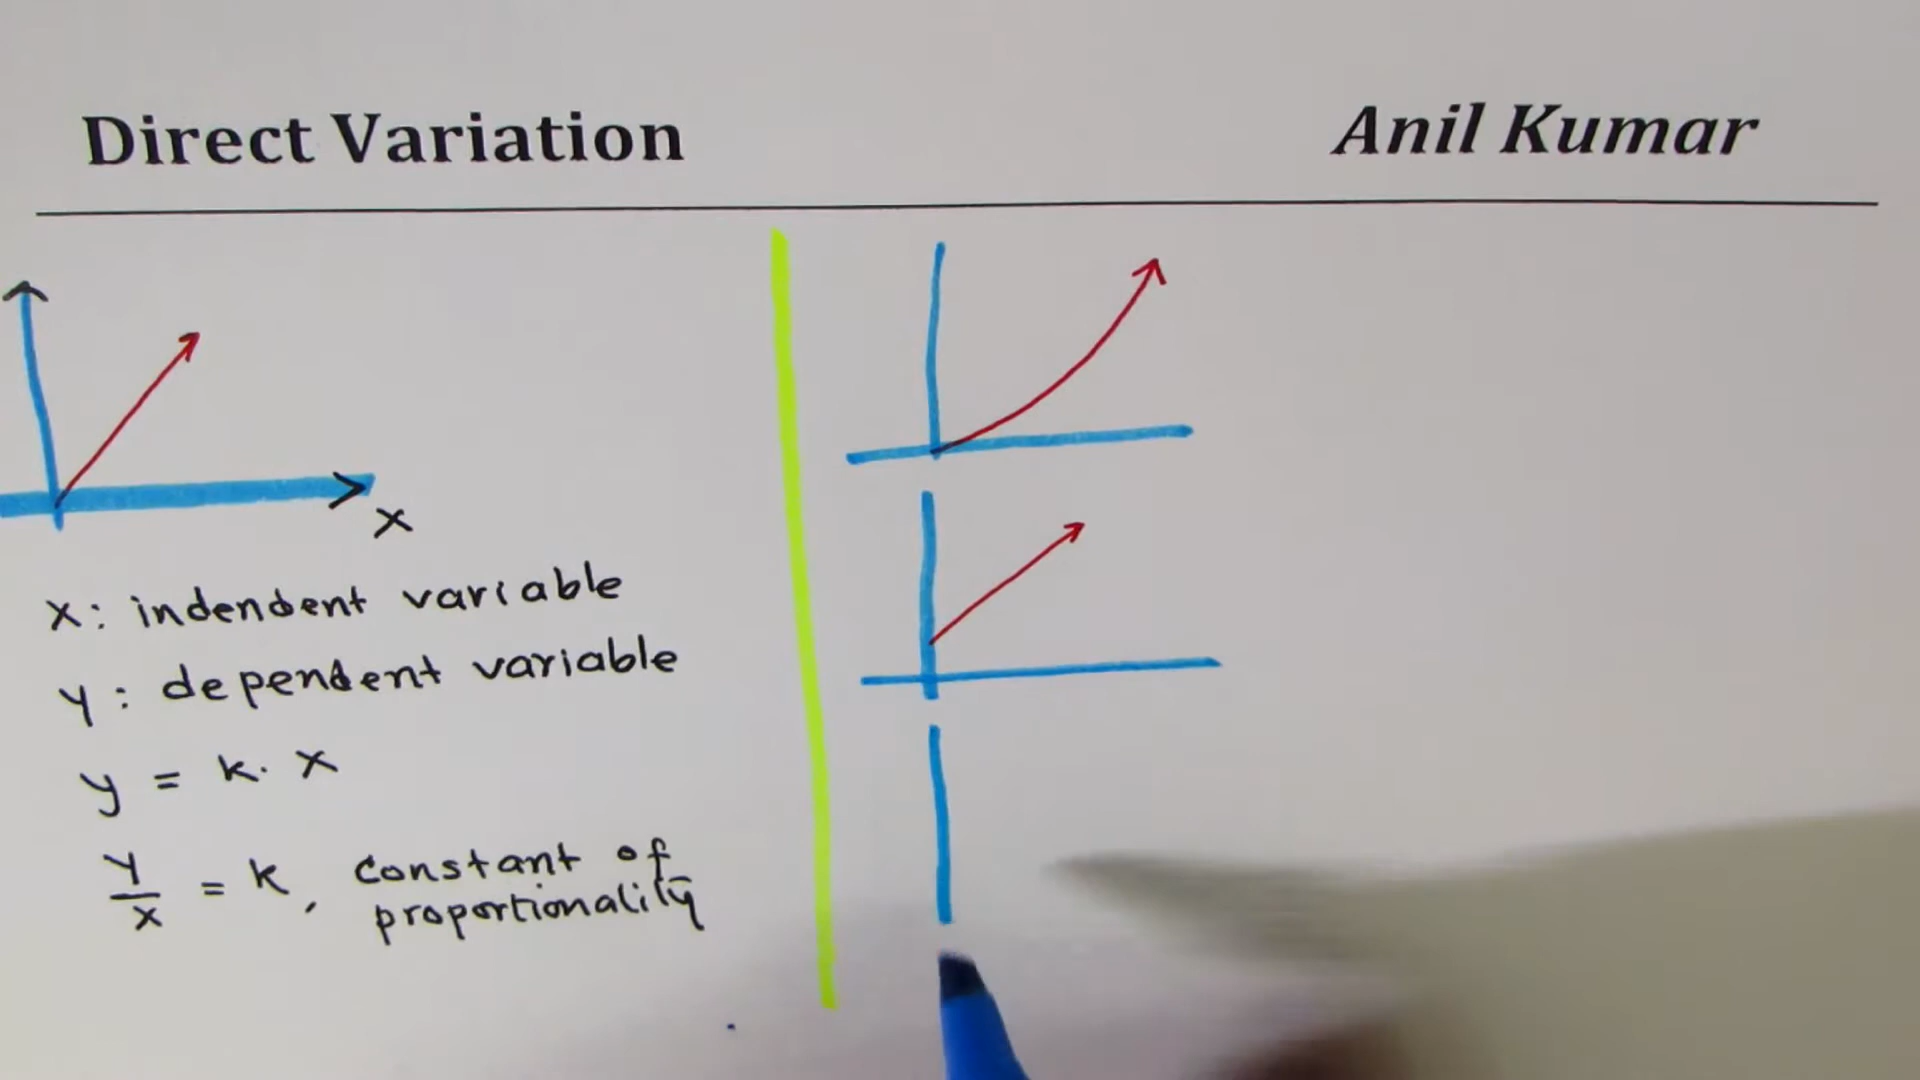 Direct Variation
Anil Kumar
x
x: indendent variable
y: dependent variable
y = k. x
y/x = k, constant of
proportionality